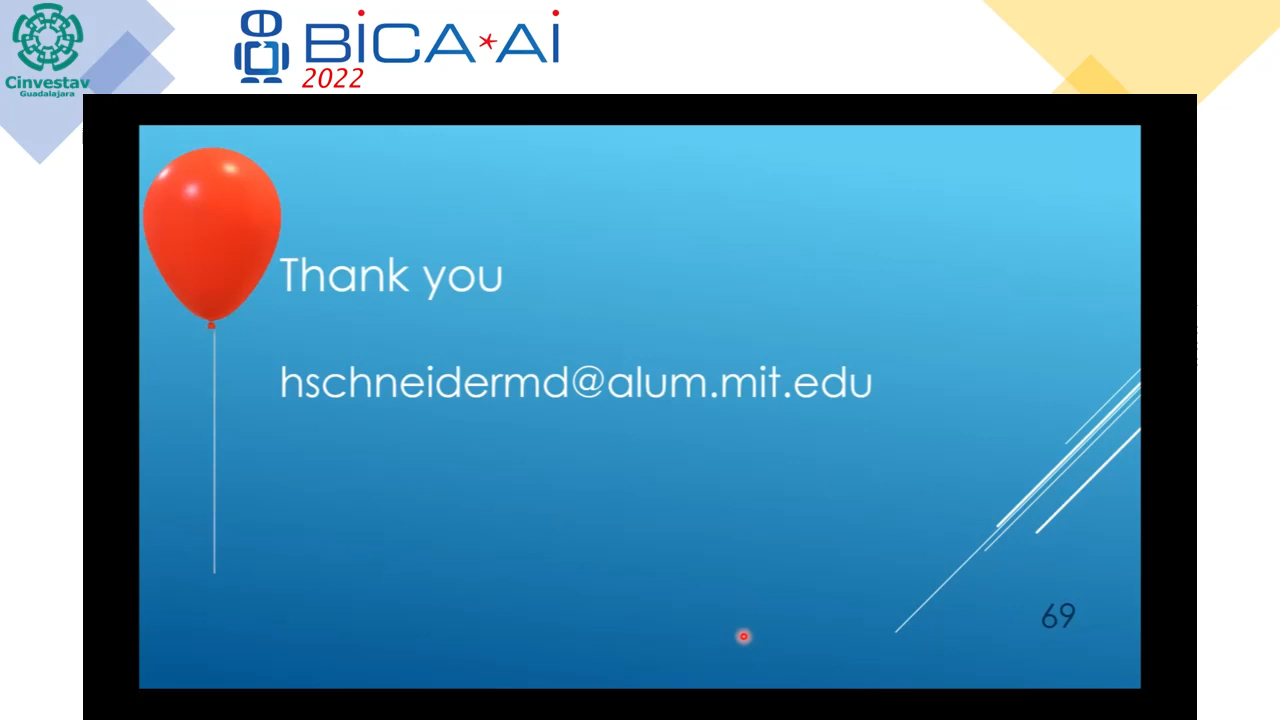 Cinvestav
Guadalajara
BiCA*Ai
2022
Thank you
hschneidermd@alum.mit.edu
69